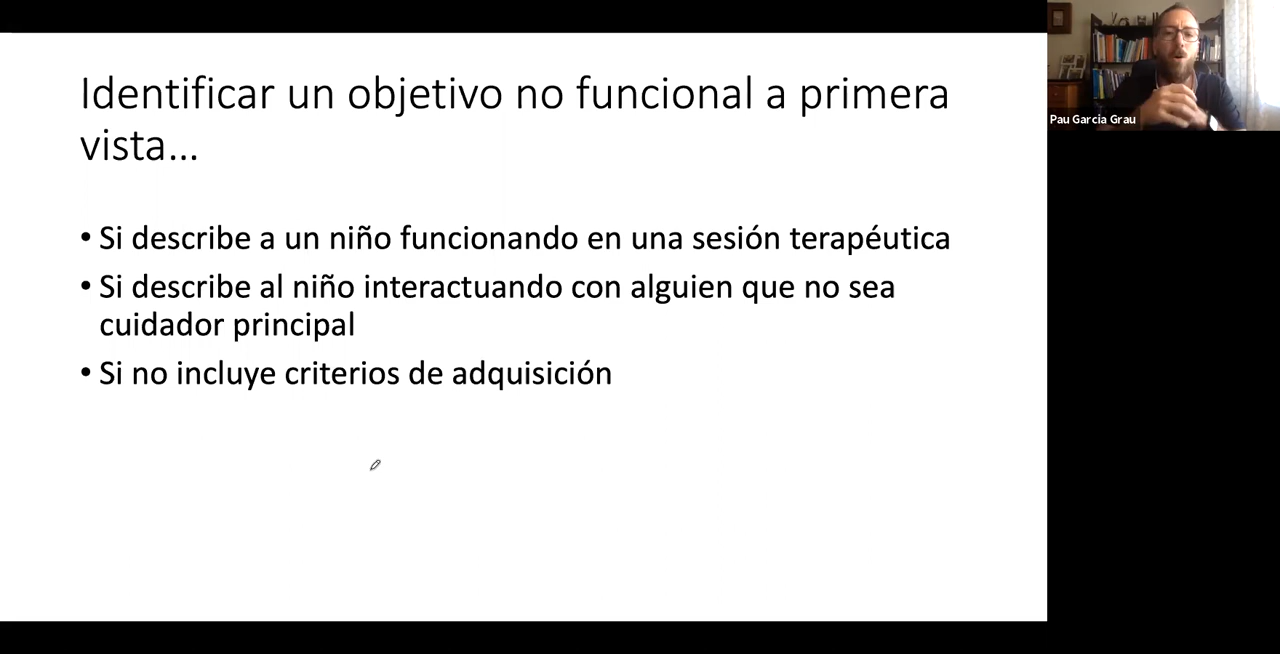 Identificar un objetivo no funcional a primera
vista...
• Si describe a un niño funcionando en una sesión terapéutica
• Si describe al niño interactuando con alguien que no sea
cuidador principal
• Si no incluye criterios de adquisición
Pau García Grau